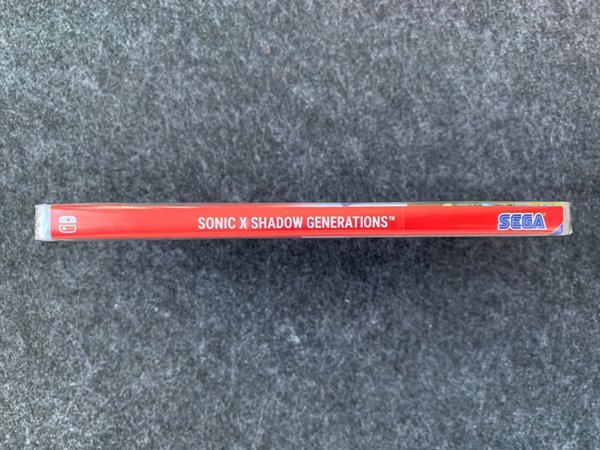 SONIC X SHADOW GENERATIONS™
SEGA